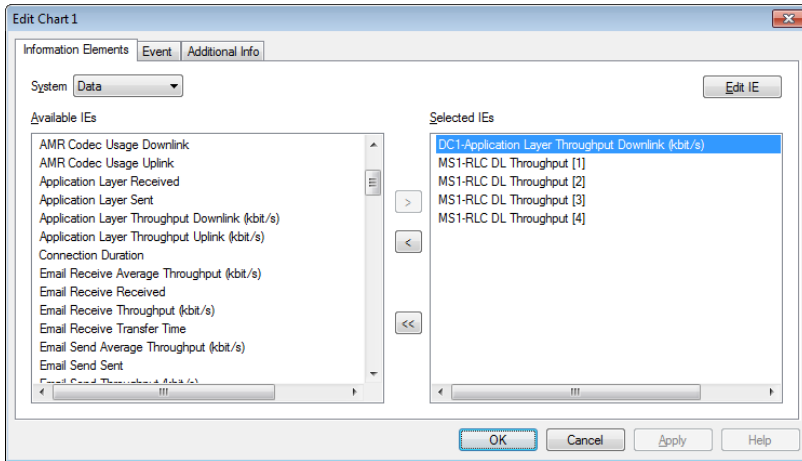 Edit Chart 1
Information Elements Event Additional Info
System Data Edit IE
Available IEs
AMR Codec Usage Downlink
AMR Codec Usage Uplink
Application Layer Received
Application Layer Sent
Application Layer Throughput Downlink (kbit/s)
Application Layer Throughput Uplink (kbit/s)
Connection Duration
Email Receive Average Throughput (kbit/s)
Email Receive Received
Email Receive Throughput (kbit/s)
Email Receive Transfer Time
Email Send Average Throughput (kbit/s)
Email Send Sent
Email Send Throughput (kbit/s)
>
<
<<
Selected IEs
DC1-Application Layer Throughput Downlink (kbit/s)
MS1-RLC DL Throughput [1]
MS1-RLC DL Throughput [2]
MS1-RLC DL Throughput [3]
MS1-RLC DL Throughput [4]
OK Cancel Apply Help